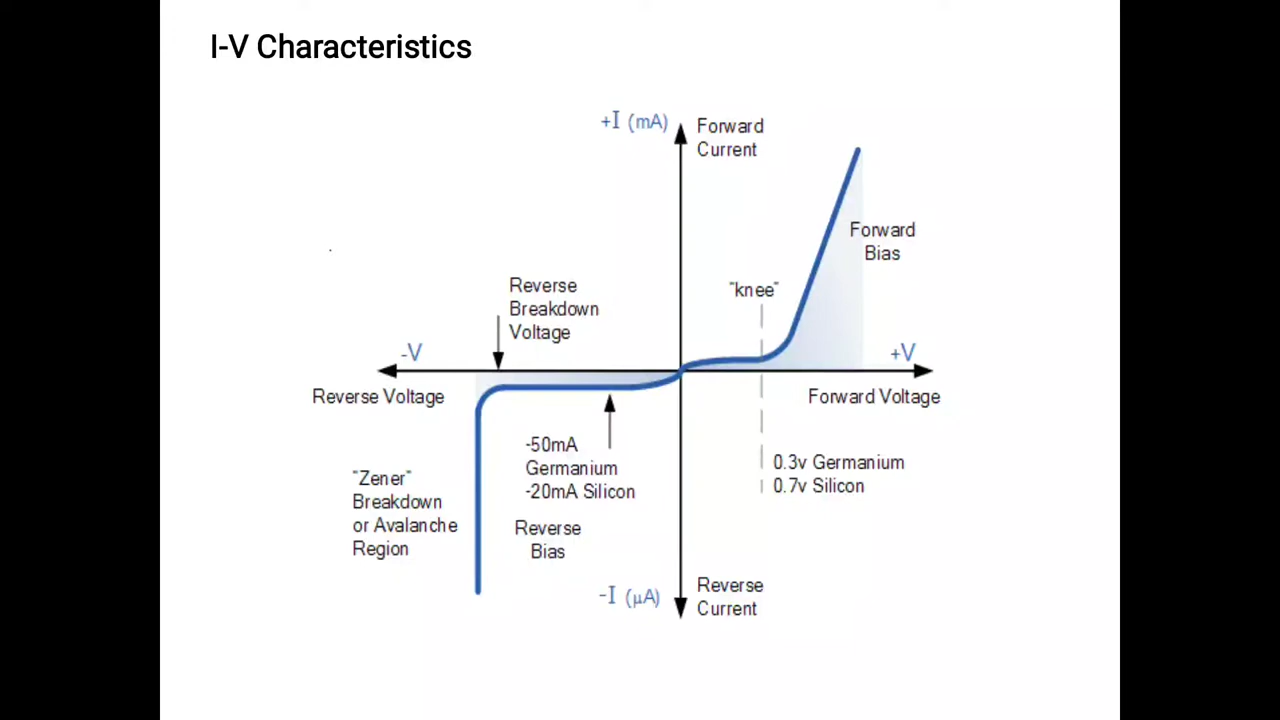 I-V Characteristics
+I (mA)
Forward
Current
Forward
Bias
"knee"
Reverse
Breakdown
Voltage
-V
+V
Reverse Voltage
Forward Voltage
-50mA
Germanium
-20mA Silicon
0.3v Germanium
0.7v Silicon
"Zener"
Breakdown
or Avalanche
Region
Reverse
Bias
-I (µA)
Reverse
Current